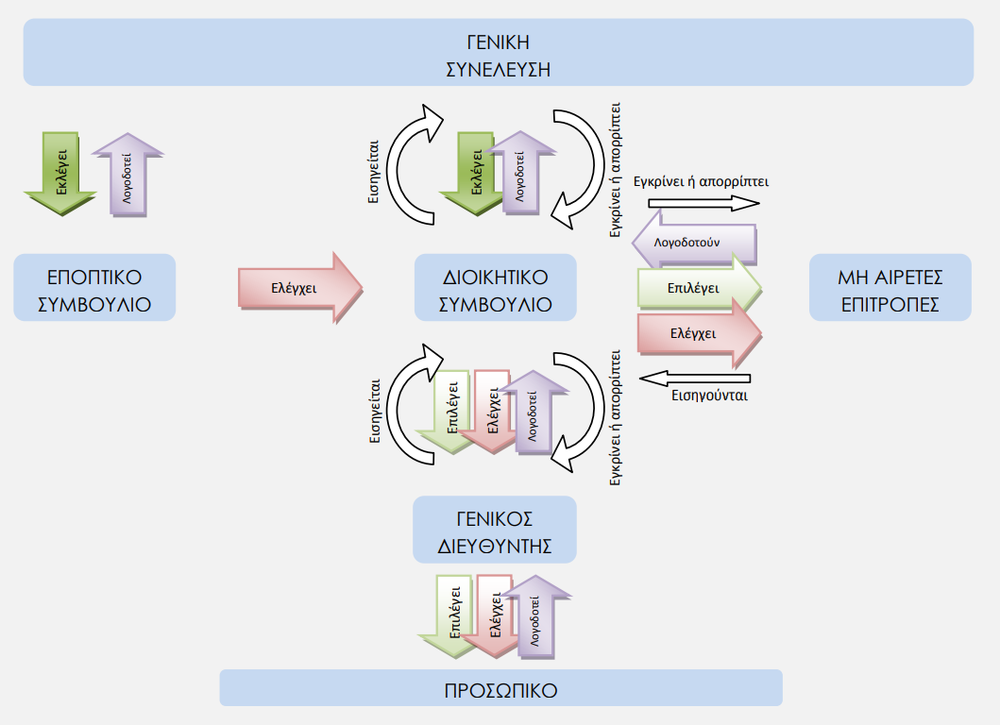 ΓΕΝΙΚΗ
ΣΥΝΕΛΕΥΣΗ
Εκλέγει
Λογοδοτεί
Εισηγείται
Εκλέγει
Λογοδοτεί
Εγκρίνει ή απορρίπτει
Εγκρίνει ή απορρίπτει
Λογοδοτούν
ΕΠΟΠΤΙΚΟ
ΣΥΜΒΟΥΛΙΟ
Ελέγχει
ΔΙΟΙΚΗΤΙΚΟ
ΣΥΜΒΟΥΛΙΟ
Επιλέγει
Ελέγχει
ΜΗ ΑΙΡΕΤΕΣ
ΕΠΙΤΡΟΠΕΣ
Εισηγούνται
Εισηγείται
Επιλέγει
Ελέγχει
Λογοδοτεί
Εγκρίνει ή απορρίπτει
ΓΕΝΙΚΟΣ
ΔΙΕΥΘΥΝΤΗΣ
Επιλέγει
Ελέγχει
Λογοδοτεί
ΠΡΟΣΩΠΙΚΟ